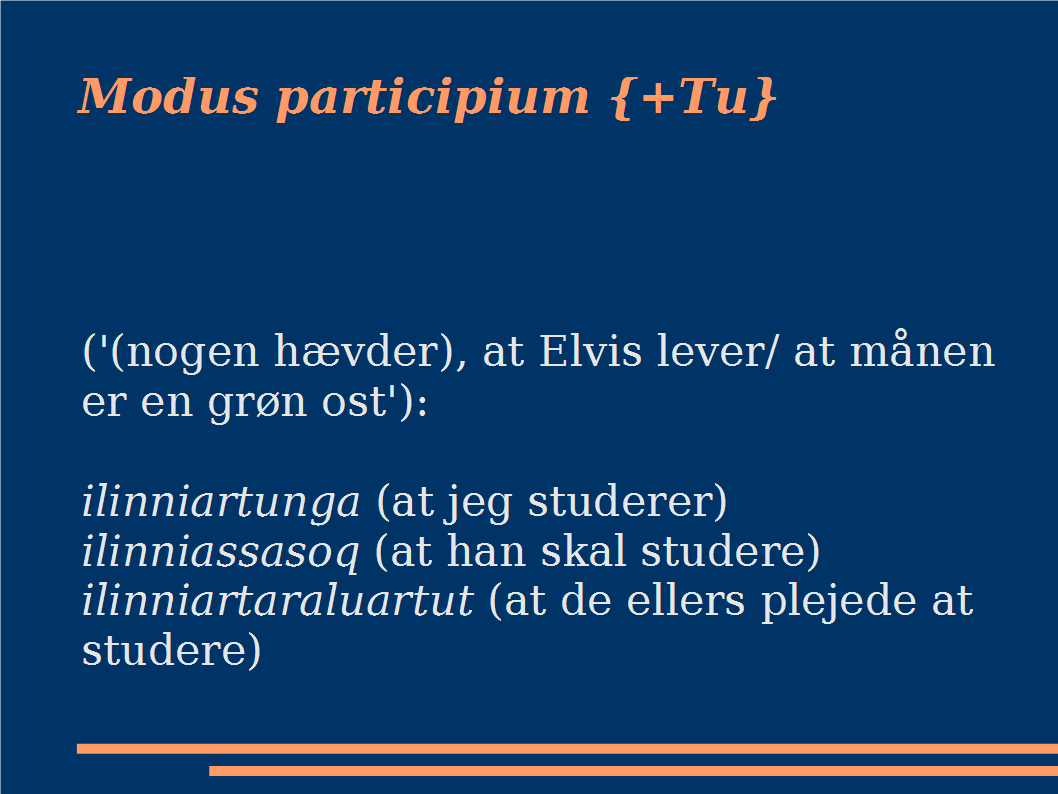 Modus participium {+Tu}
('(nogen hævder), at Elvis lever/ at månen
er en grøn ost'):
ilinniartunga (at jeg studerer)
ilinniassasoq (at han skal studere)
ilinniartaraluartut (at de ellers plejede at
studere)